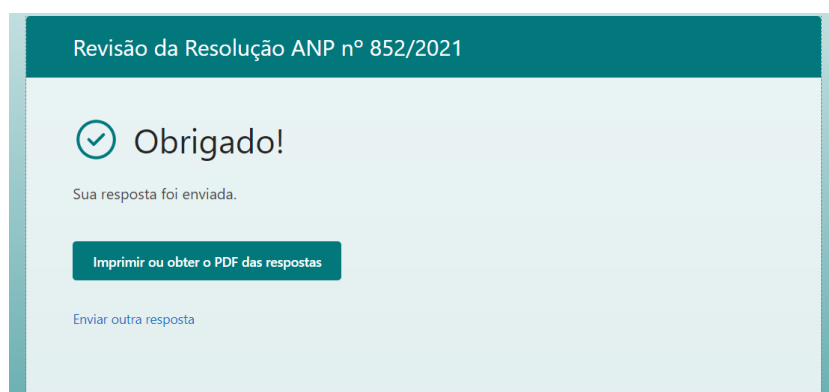 Revisão da Resolução ANP nº 852/2021
Obrigado!
Sua resposta foi enviada.
Imprimir ou obter o PDF das respostas
Enviar outra resposta